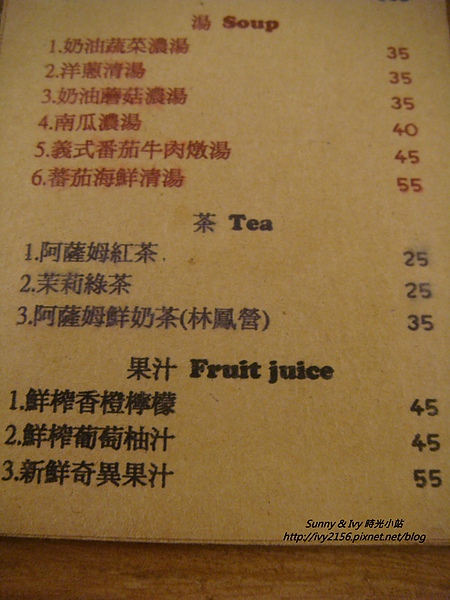 湯 Soup
1.奶油蔬菜濃湯 35
2.洋蔥清湯 35
3.奶油蘑菇濃湯 35
4.南瓜濃湯 40
5.義式番茄牛肉燉湯 45
6.蕃茄海鮮清湯 55
茶 Tea
1.阿薩姆紅茶 25
2.茉莉綠茶 25
3.阿薩姆鮮奶茶(林鳳營) 35
果汁 Fruit juice
1.鮮榨香橙檸檬 45
2.鮮榨葡萄柚汁 45
3.新鮮奇異果汁 55
Sunny & Ivy 時光小站
http://ivy2156.pixnet.net/blog